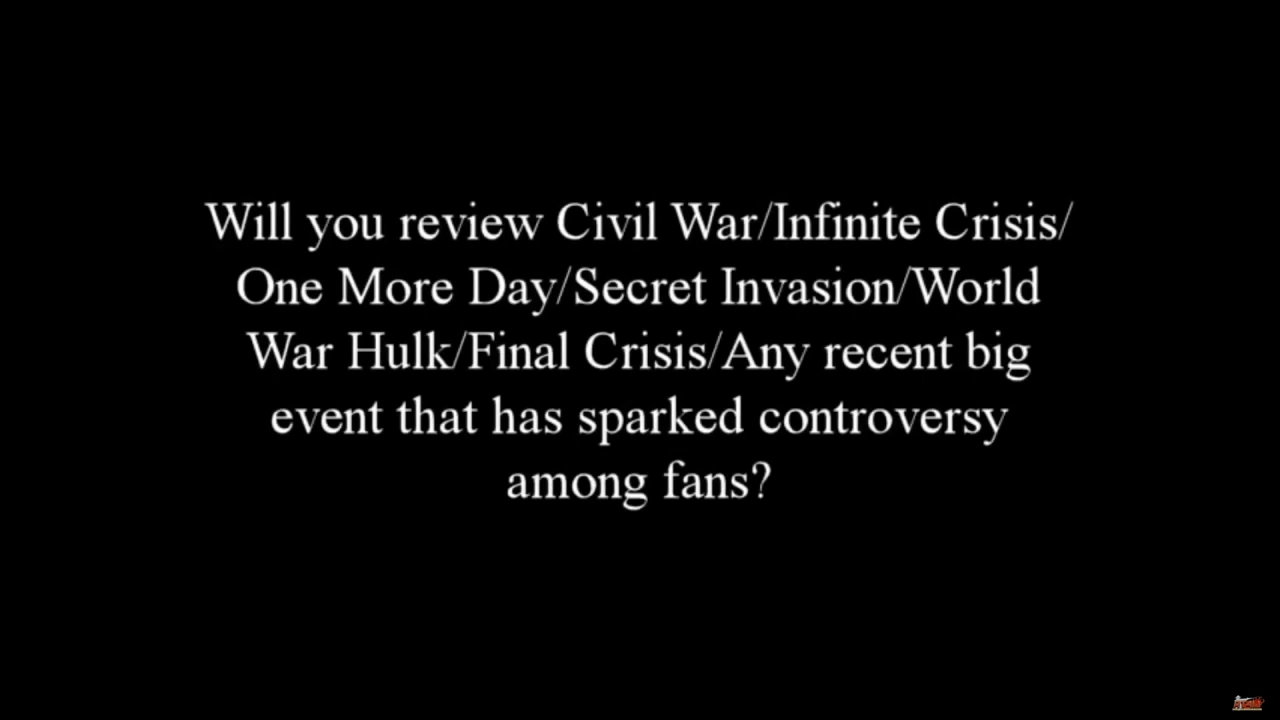 Will you review Civil War/Infinite Crisis/
One More Day/Secret Invasion/World
War Hulk/Final Crisis/Any recent big
event that has sparked controversy
among fans?